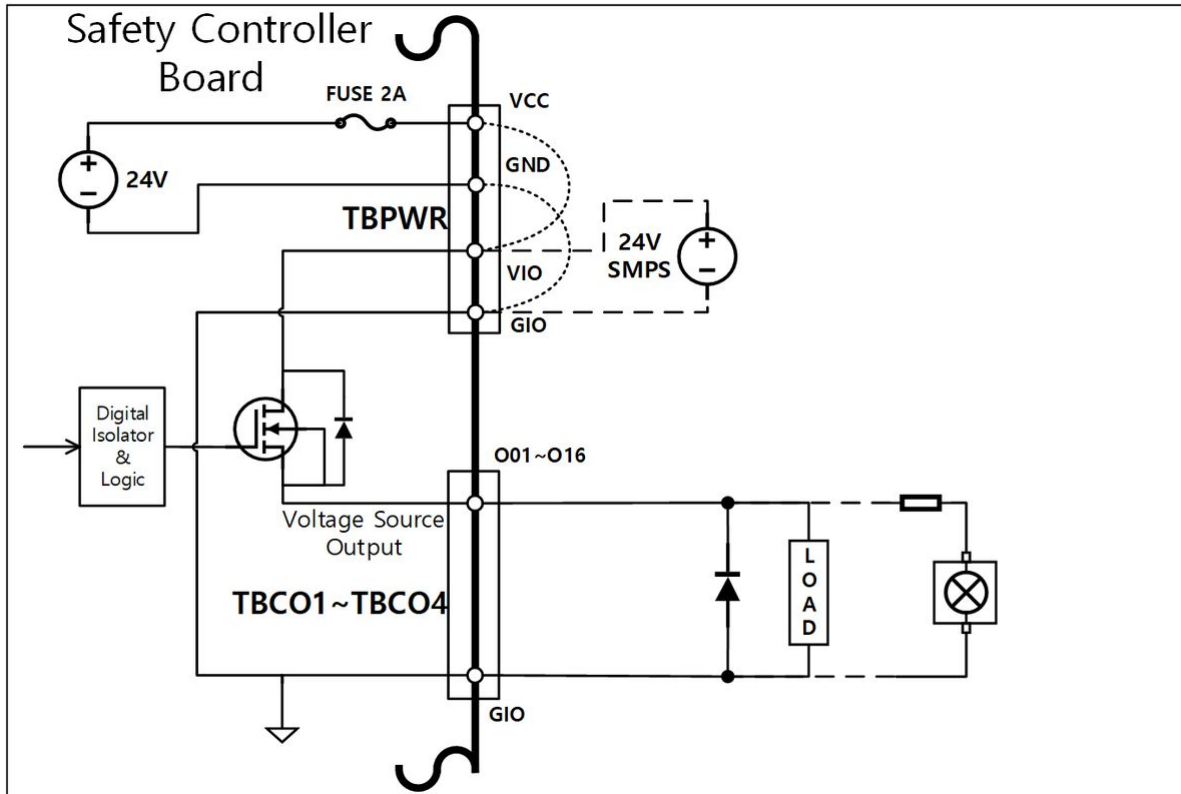 Safety Controller
Board
FUSE 2A
VCC
GND
24V
TBPWR
24V
SMPS
VIO
GIO
Digital
Isolator
&
Logic
O01~O16
Voltage Source
Output
TBCO1~TBCO4
L
O
A
D
GIO